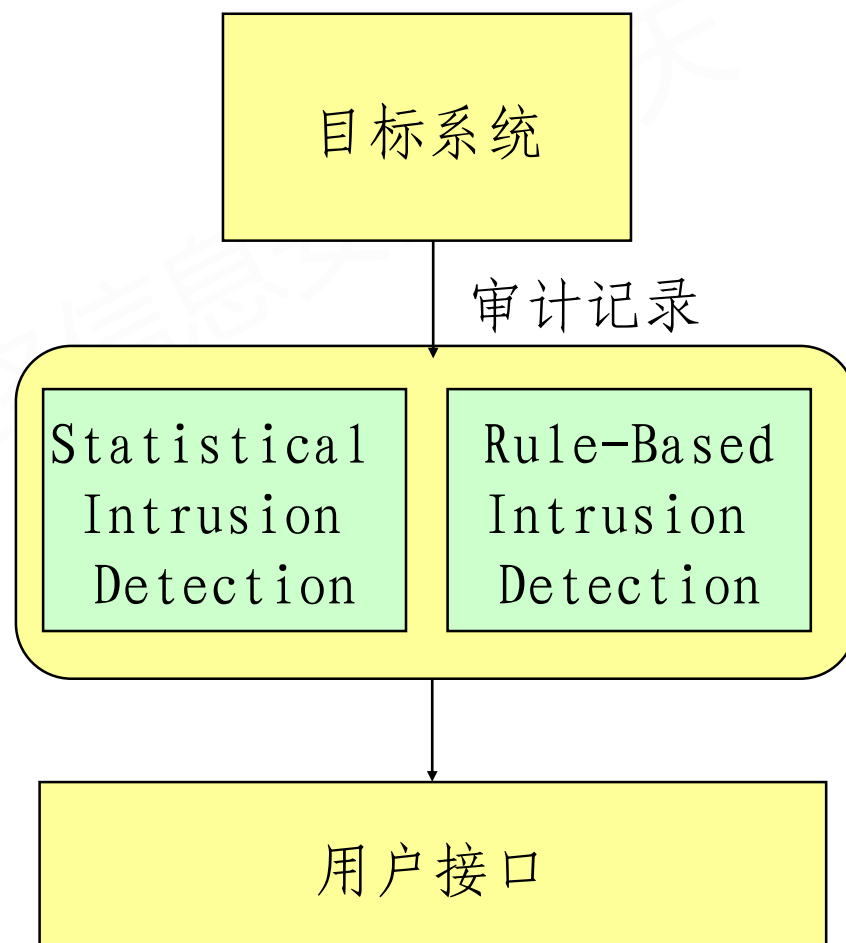 目标系统
审计记录
Statistical
Intrusion
Detection
Rule-Based
Intrusion
Detection
用户接口